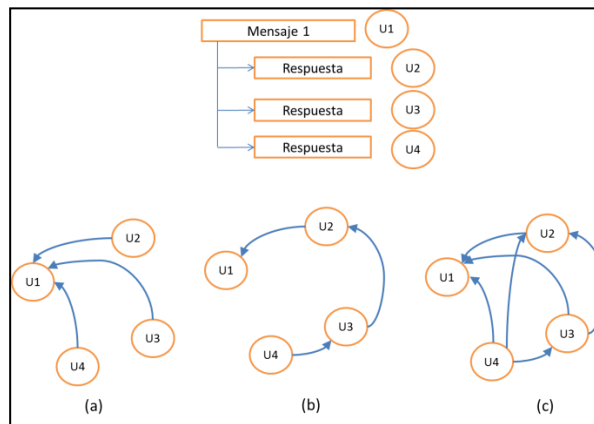 Mensaje 1 U1
Respuesta U2
Respuesta U3
Respuesta U4
U2
U1
U3
U4
(a)
U2
U1
U3
U4
(b)
U2
U1
U3
U4
(c)